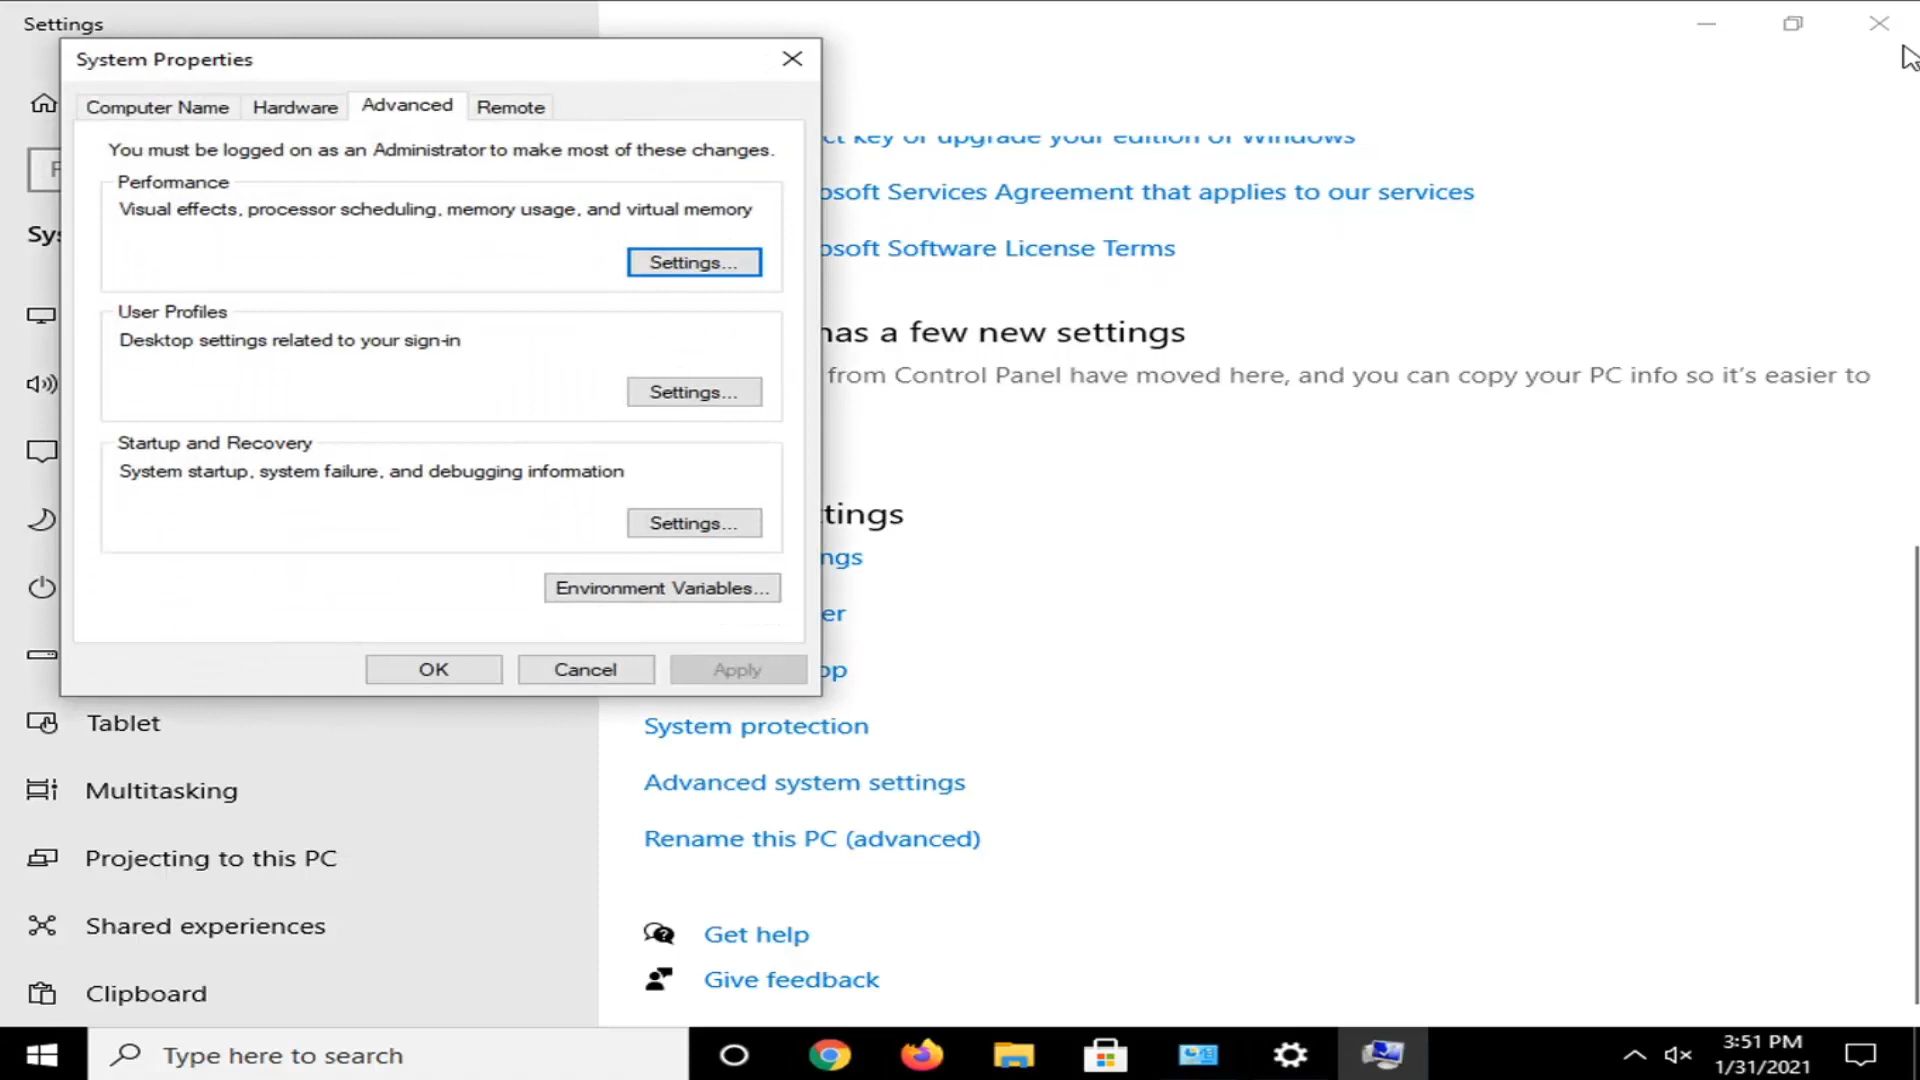 Settings
System Properties
Computer Name
Hardware
Advanced
Remote
You must be logged on as an Administrator to make most of these changes.
Performance
Visual effects, processor scheduling, memory usage, and virtual memory
Settings...
User Profiles
Desktop settings related to your sign-in
Settings...
Startup and Recovery
System startup, system failure, and debugging information
Settings...
Environment Variables...
OK
Cancel
Apply
key or upgrade your edition of Windows
osoft Services Agreement that applies to our services
osoft Software License Terms
has a few new settings
from Control Panel have moved here, and you can copy your PC info so it's easier to
ttings
ngs
er
op
System protection
Advanced system settings
Rename this PC (advanced)
Get help
Give feedback
Sys
Tablet
Multitasking
Projecting to this PC
Shared experiences
Clipboard
Type here to search
3:51 PM
1/31/2021